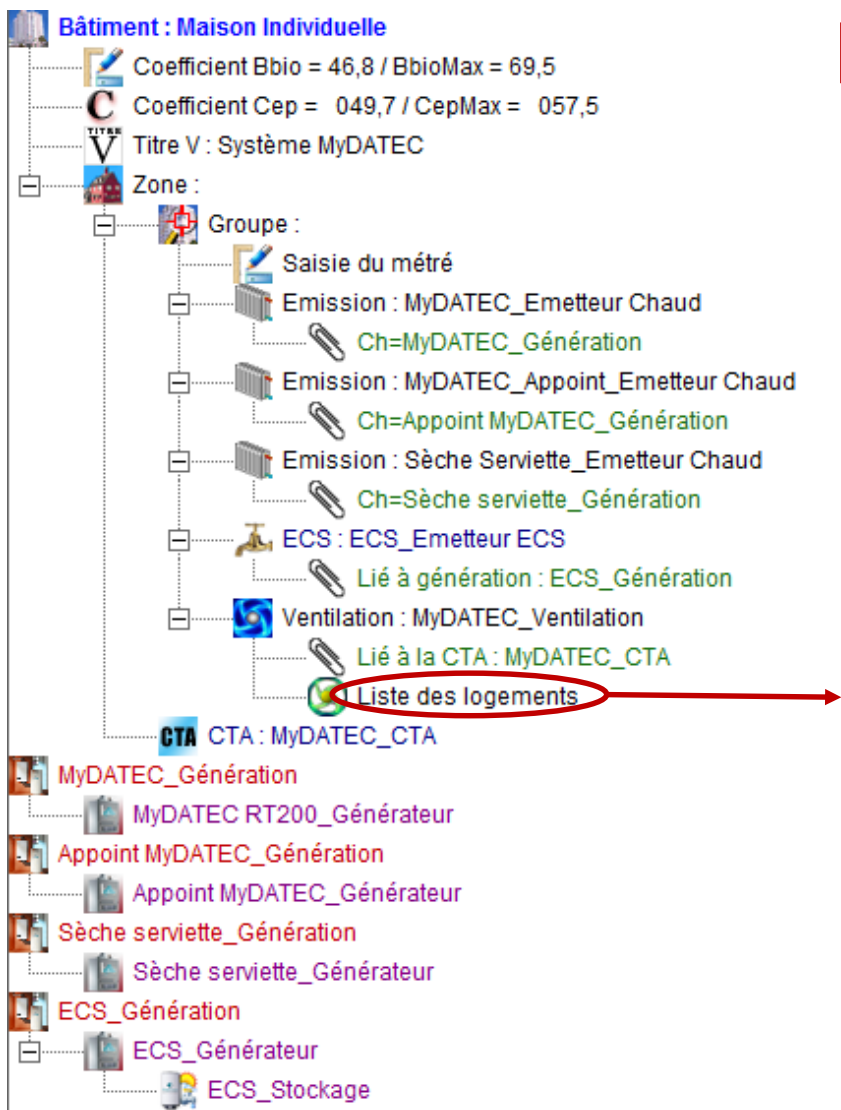 Bâtiment : Maison Individuelle
Coefficient Bbio = 46,8 / BbioMax = 69,5
C Coefficient Cep = 049,7 / CepMax = 057,5
TITRE V Titre V : Système MyDATEC
Zone :
Groupe :
Saisie du métré
Emission : MyDATEC_Emetteur Chaud
Ch=MyDATEC_Génération
Emission : MyDATEC_Appoint_Emetteur Chaud
Ch=Appoint MyDATEC_Génération
Emission : Sèche Serviette_Emetteur Chaud
Ch=Sèche serviette_Génération
ECS : ECS_Emetteur ECS
Lié à génération : ECS_Génération
Ventilation : MyDATEC_Ventilation
Lié à la CTA : MyDATEC_CTA
Liste des logements
CTA CTA : MyDATEC_CTA
MyDATEC_Génération
MyDATEC RT200_Générateur
Appoint MyDATEC_Génération
Appoint MyDATEC_Générateur
Sèche serviette_Génération
Sèche serviette_Générateur
ECS_Génération
ECS_Générateur
ECS_Stockage